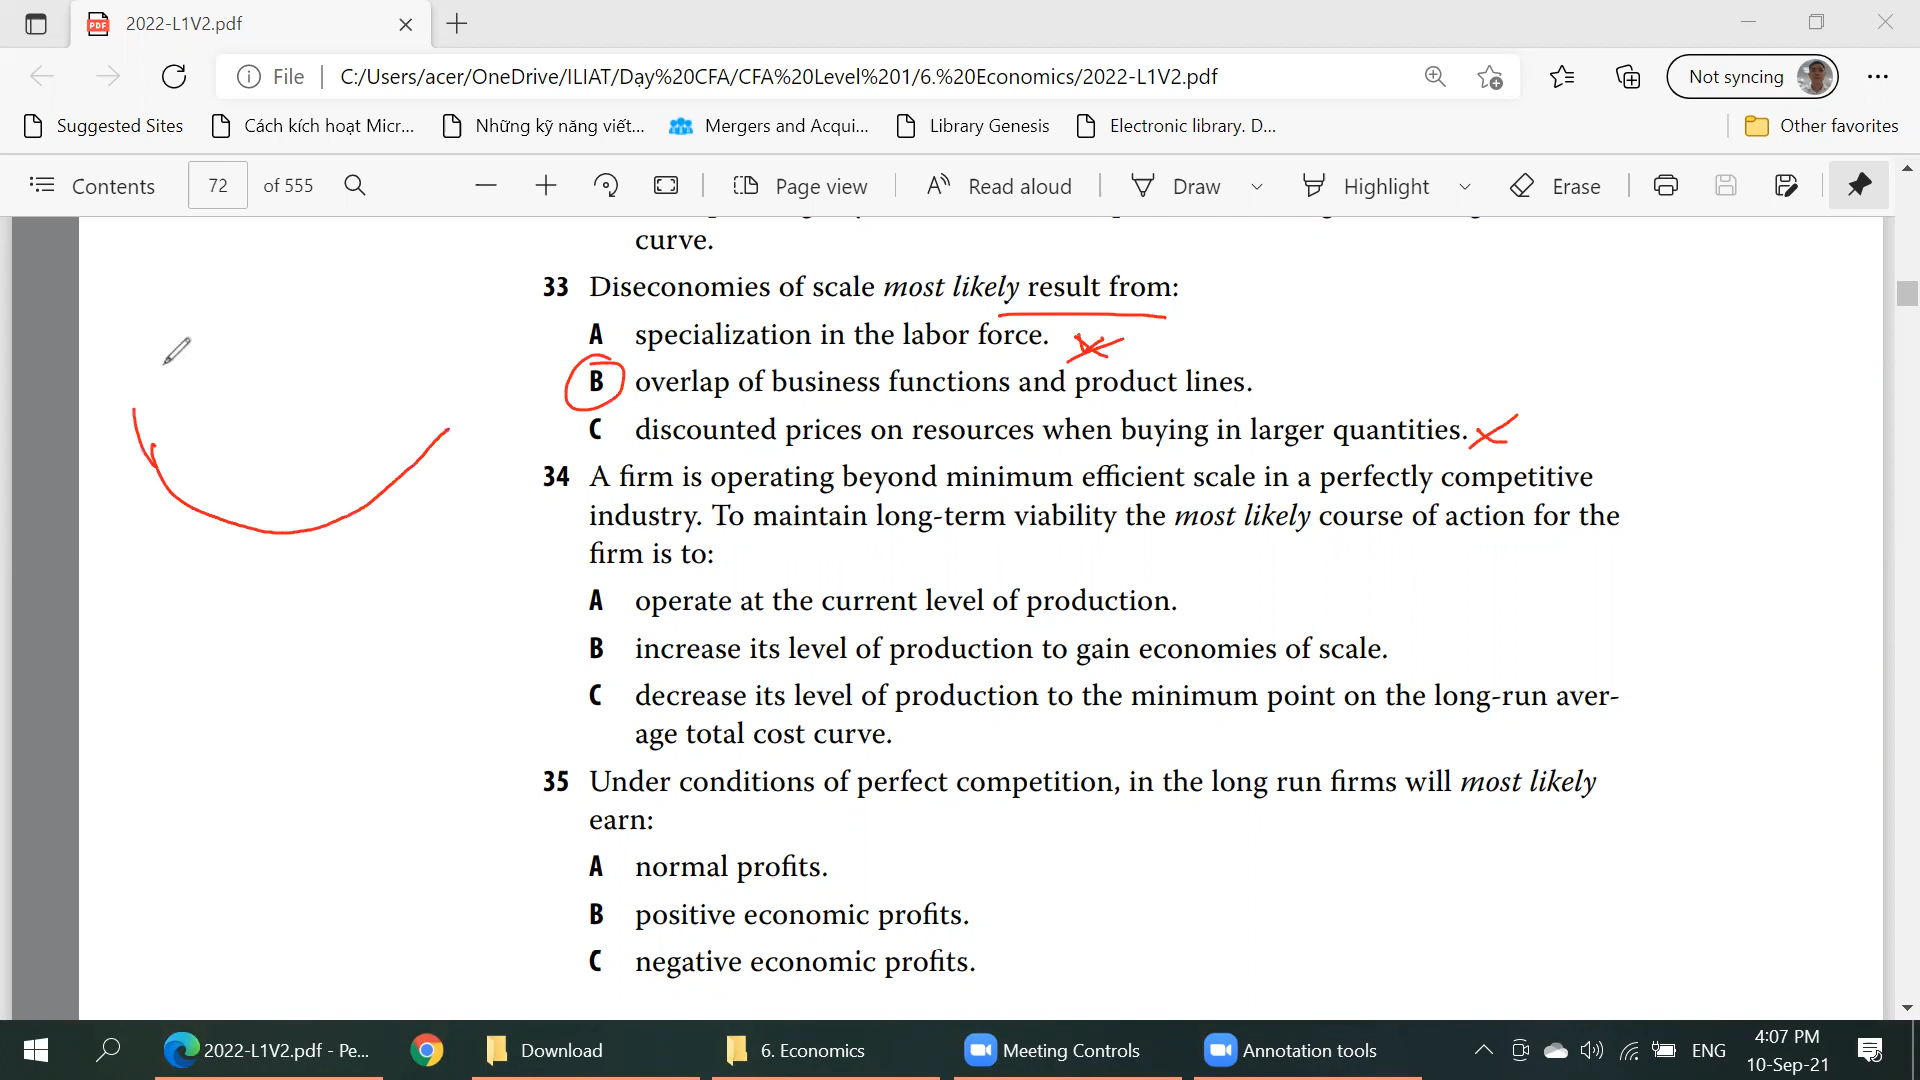 2022-L1V2.pdf
File
C:/Users/acer/OneDrive/ILIAT/Dạy%20CFA/CFA%20Level%201/6.%20Economics/2022-L1V2.pdf
Not syncing
Suggested Sites
Cách kích hoạt Micr...
Những kỹ năng viết...
Mergers and Acqui...
Library Genesis
Electronic library. D...
Other favorites
Contents
72
of 555
Page view
Read aloud
Draw
Highlight
Erase
curve.
33 Diseconomies of scale most likely result from:
A specialization in the labor force.
B overlap of business functions and product lines.
C discounted prices on resources when buying in larger quantities.
34 A firm is operating beyond minimum efficient scale in a perfectly competitive
industry. To maintain long-term viability the most likely course of action for the
firm is to:
A operate at the current level of production.
B increase its level of production to gain economies of scale.
C decrease its level of production to the minimum point on the long-run aver-
age total cost curve.
35 Under conditions of perfect competition, in the long run firms will most likely
earn:
A normal profits.
B positive economic profits.
C negative economic profits.
2022-L1V2.pdf - Pe...
Download
6. Economics
Meeting Controls
Annotation tools
ENG
4:07 PM
10-Sep-21